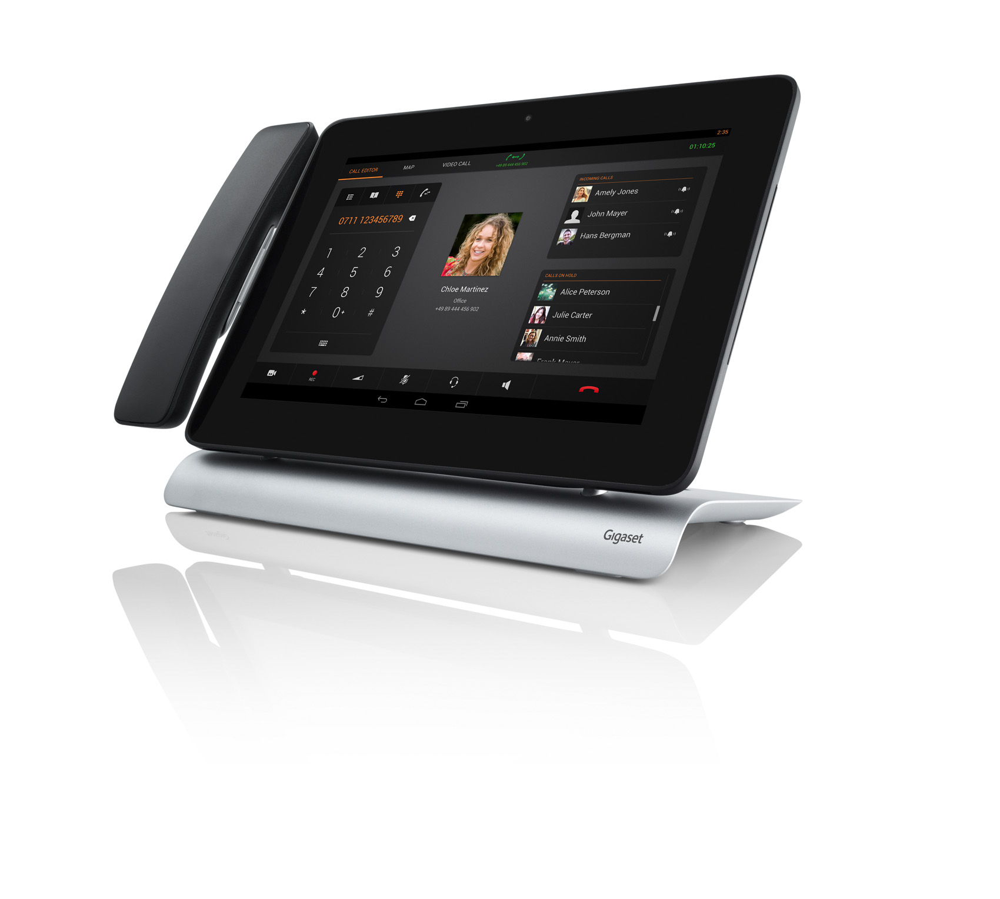 2:35
01:10:25
CALL EDITOR
MAP
VIDEO CALL
+49 89 444 456 902
0711 123456789
1 2 3
4 5 6
7 8 9
* 0+ #
REC
Chloe Martinez
Office
+49 89 444 456 902
INCOMING CALLS
Amely Jones
John Mayer
Hans Bergman
CALLS ON HOLD
Alice Peterson
Julie Carter
Annie Smith
Gigaset